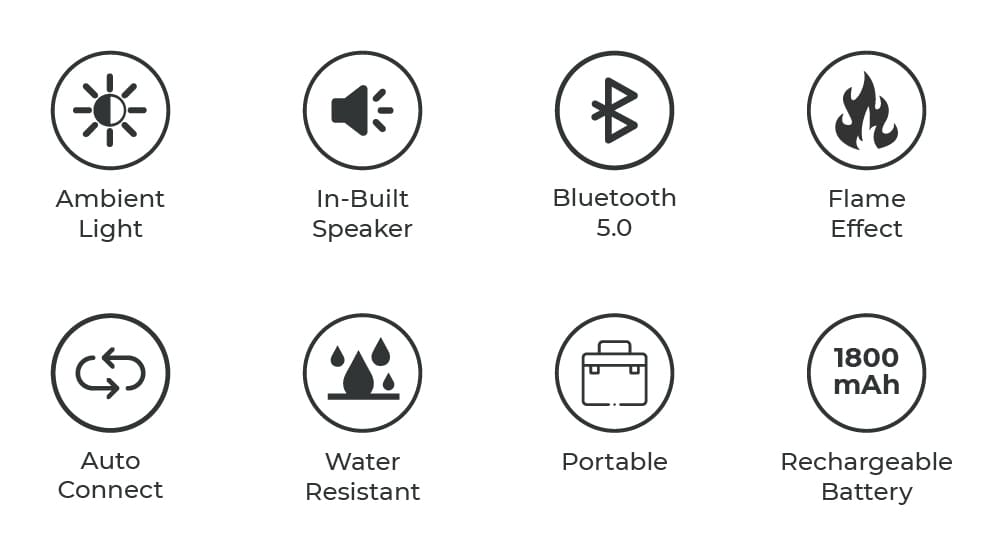 Ambient
Light
In-Built
Speaker
Bluetooth
5.0
Flame
Effect
Auto
Connect
Water
Resistant
Portable
1800
mAh
Rechargeable
Battery